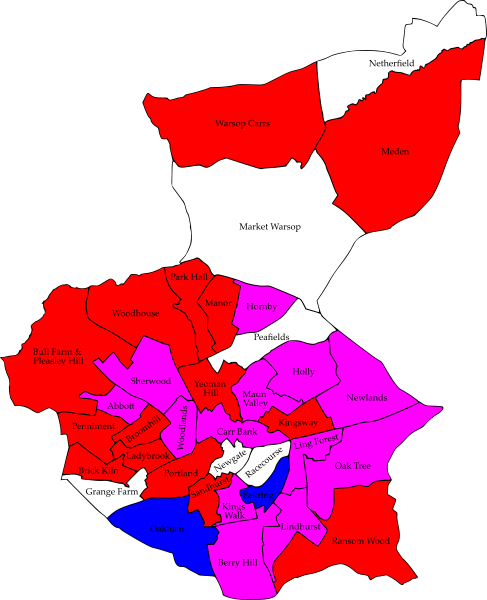 Netherfield
Warsop Carrs
Meden
Market Warsop
Park Hall
Manor
Hornby
Woodhouse
Peafields
Bull Farm &
Pleasley Hill
Sherwood
Yeoman
Hill
Holly
Maun
Valley
Newlands
Abbott
Penniment
Broomhill
Woodlands
Carr Bank
Kingsway
Ling Forest
Ladybrook
Brick Kiln
Portland
Newgate
Racecourse
Oak Tree
Grange Farm
Sandhurst
Eakring
Kings
Walk
Oakham
Lindhurst
Ransom Wood
Berry Hill